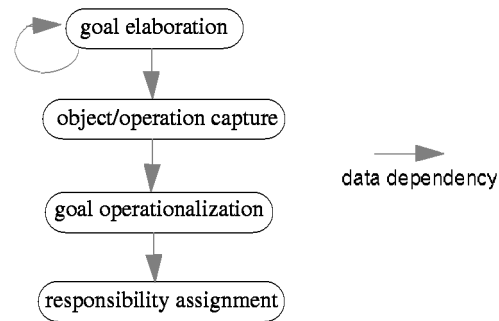 goal elaboration
object/operation capture
data dependency
goal operationalization
responsibility assignment